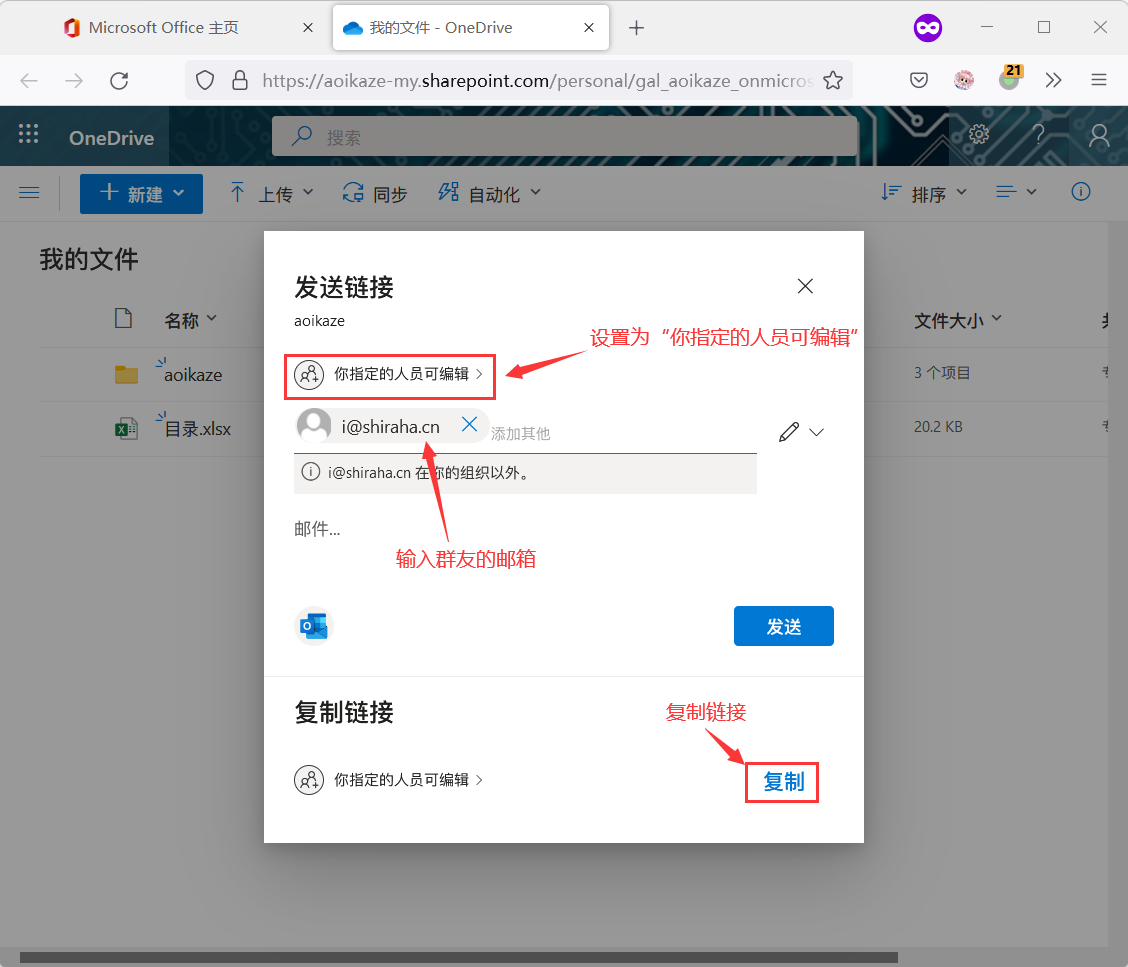 Microsoft Office 主页
我的文件 - OneDrive
https://aoikaze-my.sharepoint.com/personal/gal_aoikaze_onmicros
21
OneDrive
搜索
新建
上传
同步
自动化
排序
我的文件
名称
文件大小
aoikaze
3 个项目
目录.xlsx
20.2 KB
发送链接
aoikaze
设置为“你指定的人员可编辑”
你指定的人员可编辑
i@shiraha.cn
添加其他
i@shiraha.cn 在你的组织以外。
邮件...
输入群友的邮箱
发送
复制链接
复制链接
你指定的人员可编辑
复制